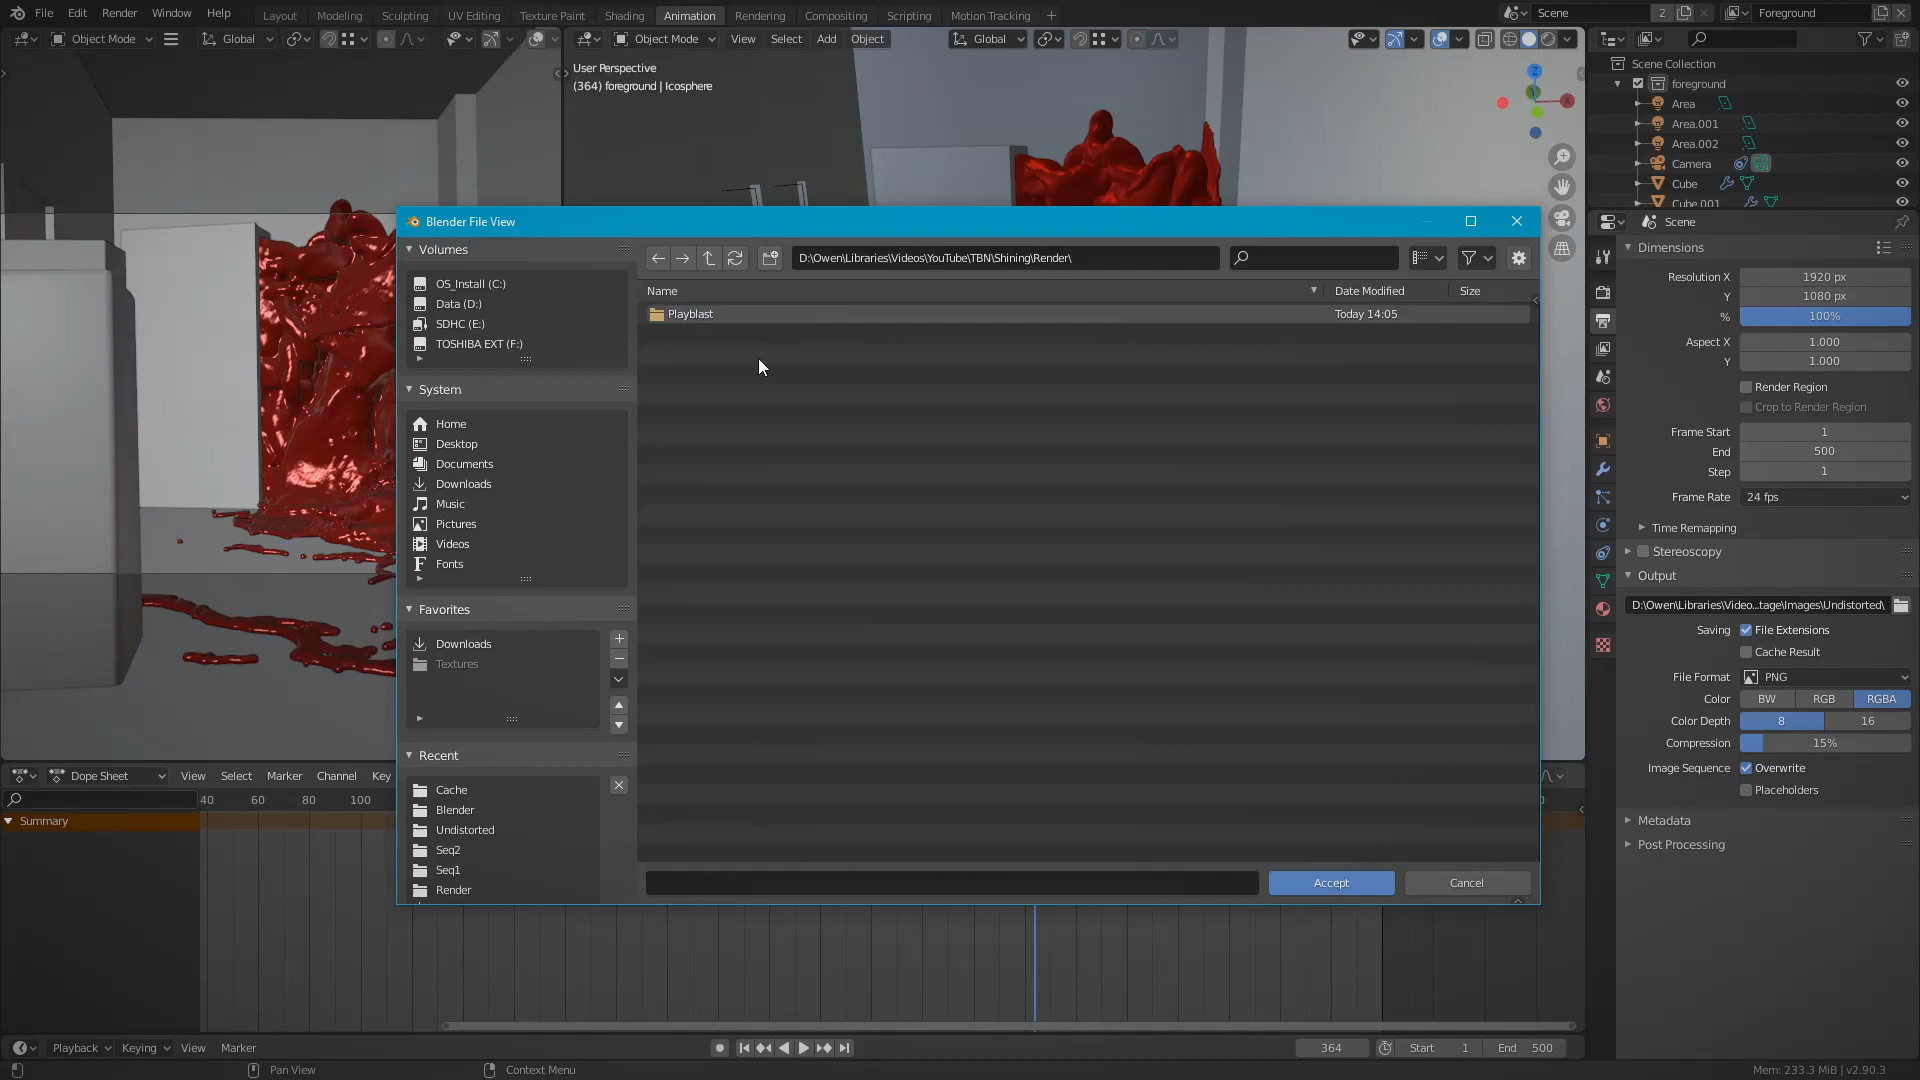 File Edit Render Window Help Layout Modeling Sculpting UV Editing Texture Paint Shading Animation Rendering Compositing Scripting Motion Tracking + Scene 2 Foreground
Object Mode Global Object Mode View Select Add Object Global
User Perspective
(364) foreground | Icosphere
Z
X
Y
Scene Collection
foreground
Area
Area.001
Area.002
Camera
Cube
Cube.001
Blender File View
Volumes
OS_Install (C:)
Data (D:)
SDHC (E:)
TOSHIBA EXT (F:)
System
Home
Desktop
Documents
Downloads
Music
Pictures
Videos
Fonts
Favorites
Downloads
Textures
Recent
Cache
Blender
Undistorted
Seq2
Seq1
Render
D:\Owen\Libraries\Videos\YouTube\TBN\Shining\Render\
Name Date Modified Size
Playblast Today 14:05
Accept Cancel
Scene
Dimensions
Resolution X 1920 px
Y 1080 px
% 100%
Aspect X 1.000
Y 1.000
Render Region
Crop to Render Region
Frame Start 1
End 500
Step 1
Frame Rate 24 fps
Time Remapping
Stereoscopy
Output
D:\Owen\Libraries\Video...tage\Images\Undistorted\
Saving File Extensions
Cache Result
File Format PNG
Color BW RGB RGBA
Color Depth 8 16
Compression 15%
Image Sequence Overwrite
Placeholders
Metadata
Post Processing
Dope Sheet View Select Marker Channel Key
40 60 80 100
Summary
Playback Keying View Marker 364 Start 1 End 500
Pan View Context Menu Mem: 233.3 MiB | v2.90.3